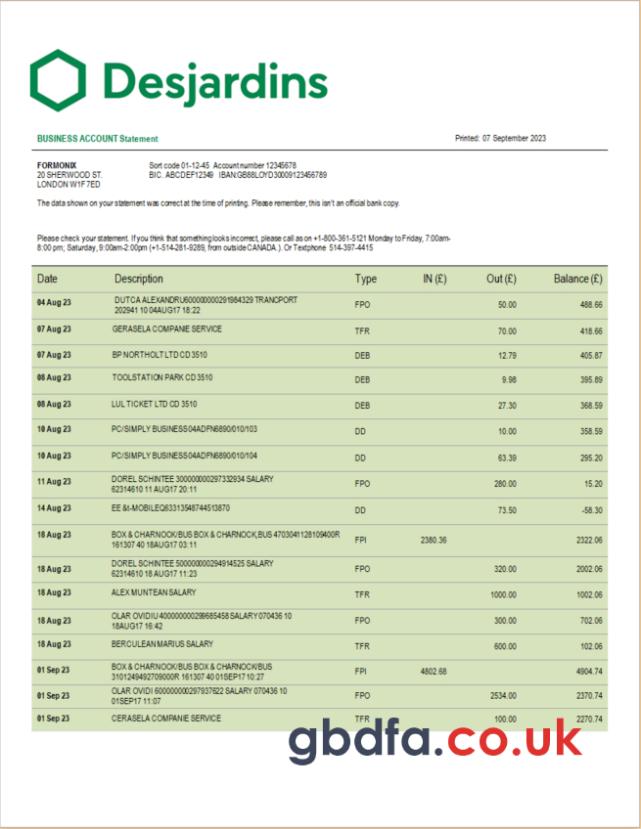 Desjardins
BUSINESS ACCOUNT Statement Printed: 07 September 2023
FORMONIX Sort code 01-12-45 Account number 12345678
20 SHERWOOD ST. BIC. ABCDEF12349 IBAN:GB88LOYD30009123456789
LONDON W1F 7ED
The data shown on your statement was correct at the time of printing. Please remember, this isn't an official bank copy.
Please check your statement. If you think that something looks incorrect, please call as on +1-800-361-5121 Monday to Friday, 7:00am-
8:00 pm; Saturday, 9:00am-2:00pm (+1-514-281-9289, from outside CANADA ). Or Textphone 514-397-4415
Date Description Type IN (£) Out (£) Balance (£)
04 Aug 23 DUTCA ALEXANDRU600000000291984329 TRANCPORT FPO 50.00 488.66
202941 10 04AUG17 18:22
07 Aug 23 GERASELA COMPANIE SERVICE TFR 70.00 418.66
07 Aug 23 BP NORTHOLT LTD CD 3510 DEB 12.79 405.87
08 Aug 23 TOOLSTATION PARK CD 3510 DEB 9.98 395.89
08 Aug 23 LUL TICKET LTD CD 3510 DEB 27.30 368.59
10 Aug 23 PC/SIMPLY BUSINESS04ADFN6890/010/103 DD 10.00 358.59
10 Aug 23 PC/SIMPLY BUSINESS04ADFN6890/010/104 DD 63.39 295.20
11 Aug 23 DOREL SCHINTEE 300000000297332934 SALARY FPO 280.00 15.20
62314610 11 AUG17 20:11
14 Aug 23 EE &t-MOBILEQ63313548744513870 DD 73.50 -58.30
18 Aug 23 BOX & CHARNOCK/BUS BOX & CHARNOCK,BUS 4703041128109400R FPI 2380.36 2322.06
161307 40 18AUG17 03:11
18 Aug 23 DOREL SCHINTEE 500000000294914525 SALARY FPO 320.00 2002.06
62314610 18 AUG17 11:23
18 Aug 23 ALEX MUNTEAN SALARY TFR 1000.00 1002.06
18 Aug 23 OLAR OVIDIU 400000000298685458 SALARY 070436 10 FPO 300.00 702.06
18AUG17 16:42
18 Aug 23 BERCULEAN MARIUS SALARY TFR 600.00 102.06
01 Sep 23 BOX & CHARNOCK/BUS BOX & CHARNOCK/BUS FPI 4802.68 4904.74
3101249492709000R 161307 40 01SEP17 10:27
01 Sep 23 OLAR OVIDI 600000000297937622 SALARY 070436 10 FPO 2534.00 2370.74
01SEP17 11:07
01 Sep 23 CERASELA COMPANIE SERVICE TFR 100.00 2270.74
gbdfa.co.uk